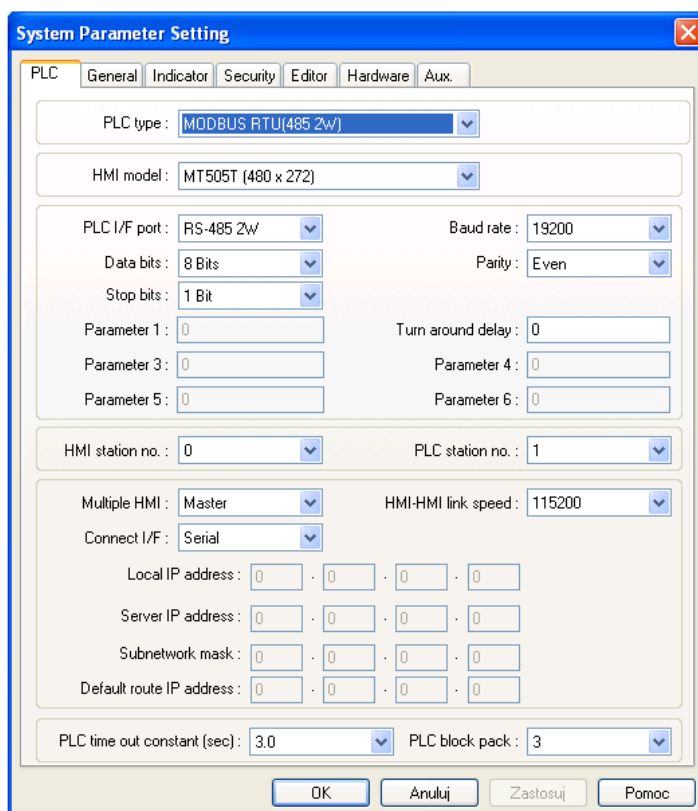 System Parameter Setting
PLC General Indicator Security Editor Hardware Aux.
PLC type : MODBUS RTU(485 2W)
HMI model : MT505T (480 x 272)
PLC I/F port : RS-485 2W Baud rate : 19200
Data bits : 8 Bits Parity : Even
Stop bits : 1 Bit
Parameter 1 : 0 Turn around delay : 0
Parameter 3 : 0 Parameter 4 : 0
Parameter 5 : 0 Parameter 6 : 0
HMI station no. : 0 PLC station no. : 1
Multiple HMI : Master HMI-HMI link speed : 115200
Connect I/F : Serial
Local IP address : 0 . 0 . 0 . 0
Server IP address : 0 . 0 . 0 . 0
Subnetwork mask : 0 . 0 . 0 . 0
Default route IP address : 0 . 0 . 0 . 0
PLC time out constant (sec) : 3.0 PLC block pack : 3
OK Anuluj Zastosuj Pomoc